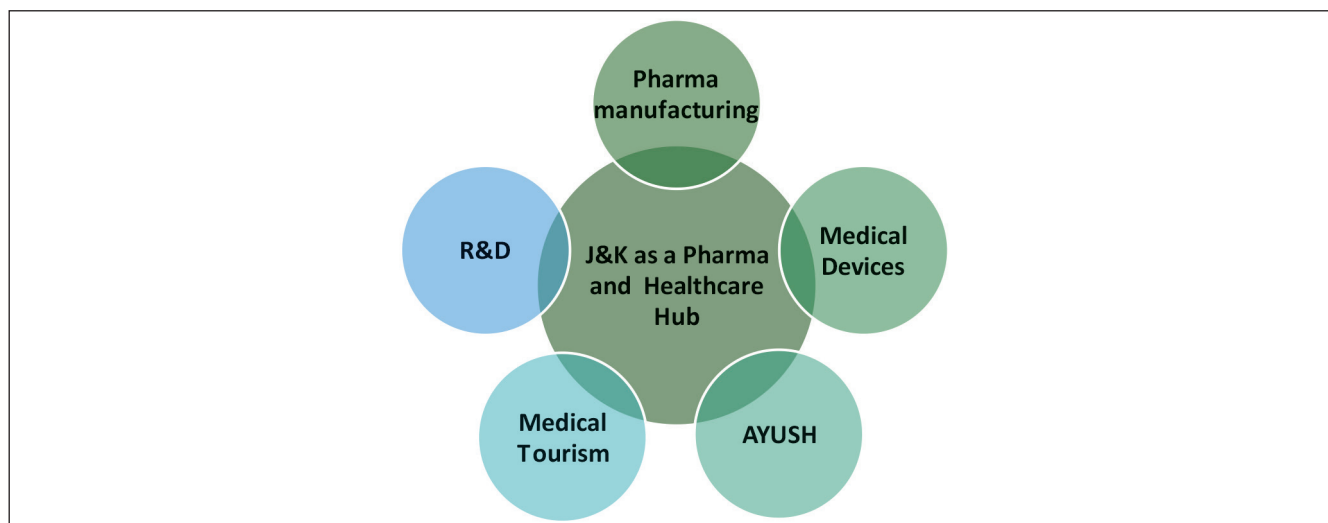 Pharma
manufacturing
Medical
Devices
R&D
J&K as a Pharma
and Healthcare
Hub
Medical
Tourism
AYUSH